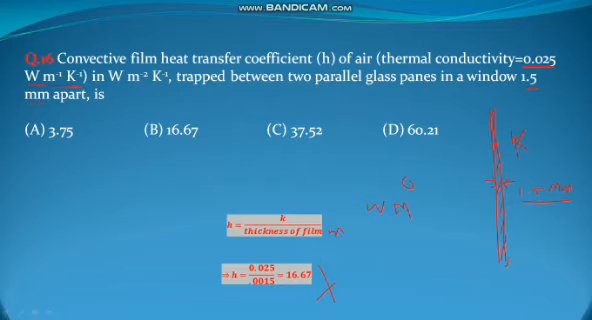 www.BANDICAM.COM
Q.16 Convective film heat transfer coefficient (h) of air (thermal conductivity=0.025
W m⁻¹ K⁻¹) in W m⁻² K⁻¹, trapped between two parallel glass panes in a window 1.5
mm apart, is
(A) 3.75 (B) 16.67 (C) 37.52 (D) 60.21
K
h = k / thickness of film m
W M
⇒ h = 0.025 / .0015 = 16.67